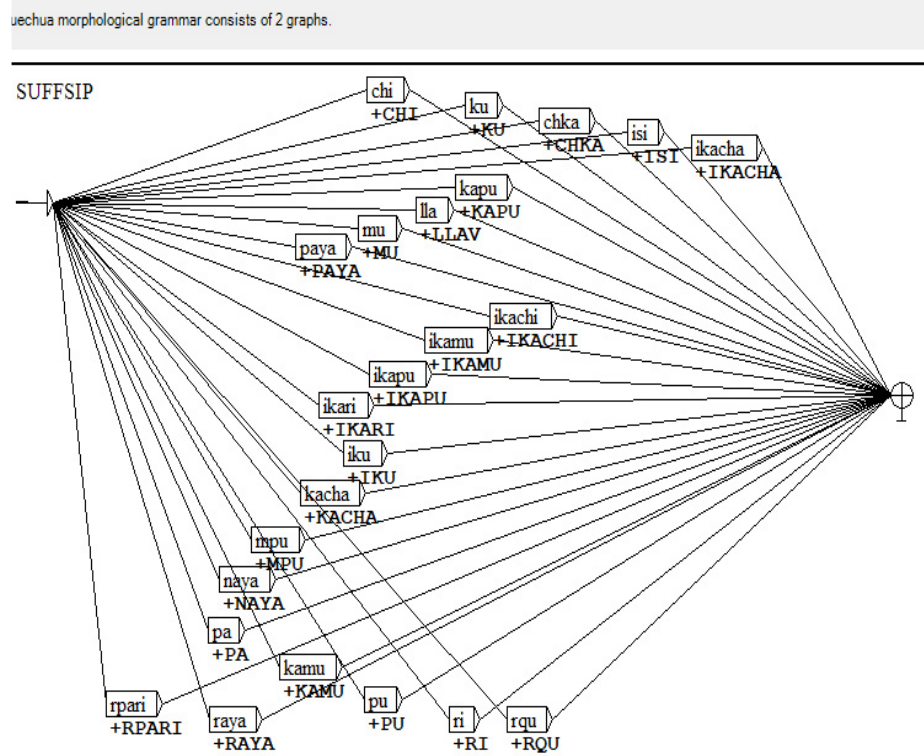 uechua morphological grammar consists of 2 graphs.
SUFFSIP
chi
+CHI
ku
+KU
chka
+CHKA
isi
+ISI
ikacha
+IKACHA
kapu
+KAPU
lla
+LLAV
mu
+MU
paya
+PAYA
ikachi
+IKACHI
ikamu
+IKAMU
ikapu
+IKAPU
ikari
+IKARI
iku
+IKU
kacha
+KACHA
mpu
+MPU
naya
+NAYA
pa
+PA
kamu
+KAMU
rpari
+RPARI
raya
+RAYA
pu
+PU
ri
+RI
rqu
+RQU